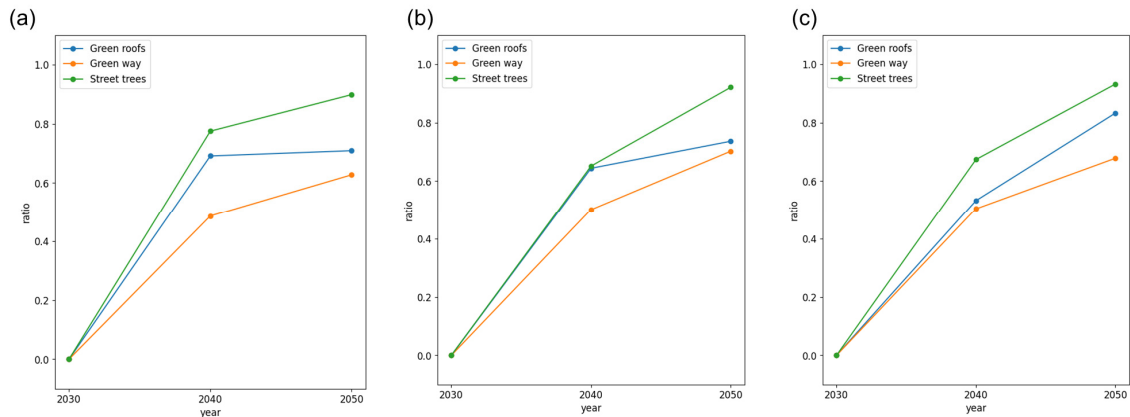 (a)
Green roofs
Green way
Street trees
1.0
0.8
0.6
0.4
0.2
0.0
ratio
2030 2040 2050
year
(b)
Green roofs
Green way
Street trees
1.0
0.8
0.6
0.4
0.2
0.0
ratio
2030 2040 2050
year
(c)
Green roofs
Green way
Street trees
1.0
0.8
0.6
0.4
0.2
0.0
ratio
2030 2040 2050
year